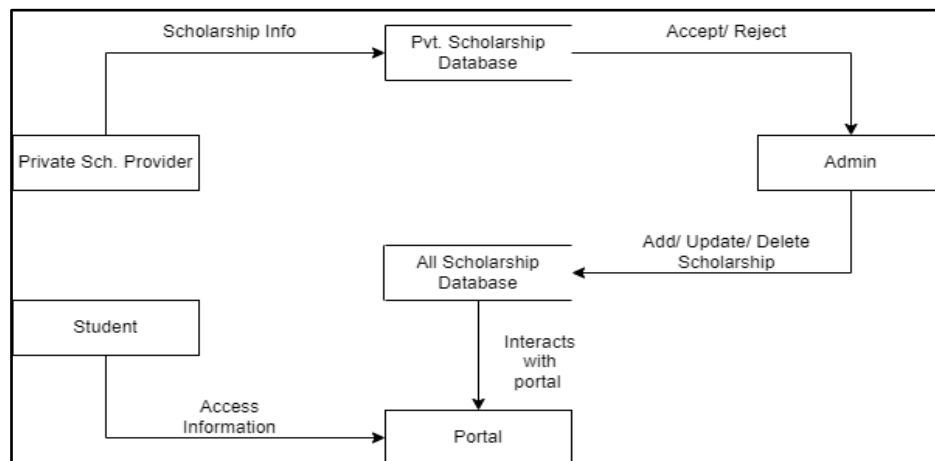 Scholarship Info
Pvt. Scholarship
Database
Accept/ Reject
Private Sch. Provider
Admin
All Scholarship
Database
Add/ Update/ Delete
Scholarship
Student
Interacts
with
portal
Access
Information
Portal